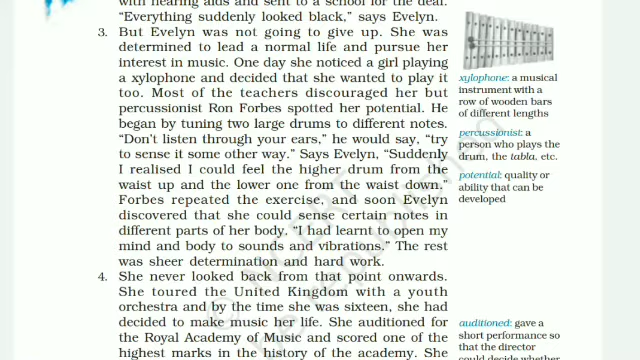 with hearing aids and sent to a school for the deaf.
“Everything suddenly looked black,” says Evelyn.
3. But Evelyn was not going to give up. She was
determined to lead a normal life and pursue her
interest in music. One day she noticed a girl playing
a xylophone and decided that she wanted to play it
too. Most of the teachers discouraged her but
percussionist Ron Forbes spotted her potential. He
began by tuning two large drums to different notes.
“Don’t listen through your ears,” he would say, “try
to sense it some other way.” Says Evelyn, “Suddenly
I realised I could feel the higher drum from the
waist up and the lower one from the waist down.”
Forbes repeated the exercise, and soon Evelyn
discovered that she could sense certain notes in
different parts of her body. “I had learnt to open my
mind and body to sounds and vibrations.” The rest
was sheer determination and hard work.
4. She never looked back from that point onwards.
She toured the United Kingdom with a youth
orchestra and by the time she was sixteen, she had
decided to make music her life. She auditioned for
the Royal Academy of Music and scored one of the
highest marks in the history of the academy. She
xylophone: a musical
instrument with a
row of wooden bars
of different lengths
percussionist: a
person who plays the
drum, the tabla, etc.
potential: quality or
ability that can be
developed
auditioned: gave a
short performance so
that the director
could decide whether
© NCERT
be republished